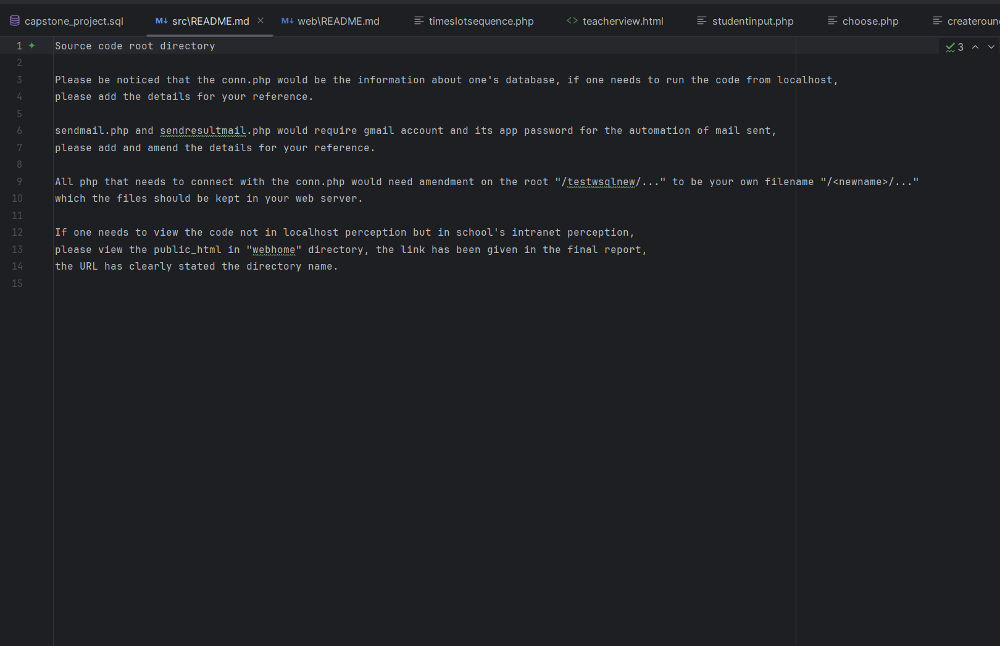 capstone_project.sql
src\README.md
web\README.md
timeslotsequence.php
teacherview.html
studentinput.php
choose.php
createroun
3
1 Source code root directory
2
3 Please be noticed that the conn.php would be the information about one's database, if one needs to run the code from localhost,
4 please add the details for your reference.
5
6 sendmail.php and sendresultmail.php would require gmail account and its app password for the automation of mail sent,
7 please add and amend the details for your reference.
8
9 All php that needs to connect with the conn.php would need amendment on the root "/testwsqlnew/..." to be your own filename "/<newname>/..."
10 which the files should be kept in your web server.
11
12 If one needs to view the code not in localhost perception but in school's intranet perception,
13 please view the public_html in "webhome" directory, the link has been given in the final report,
14 the URL has clearly stated the directory name.
15